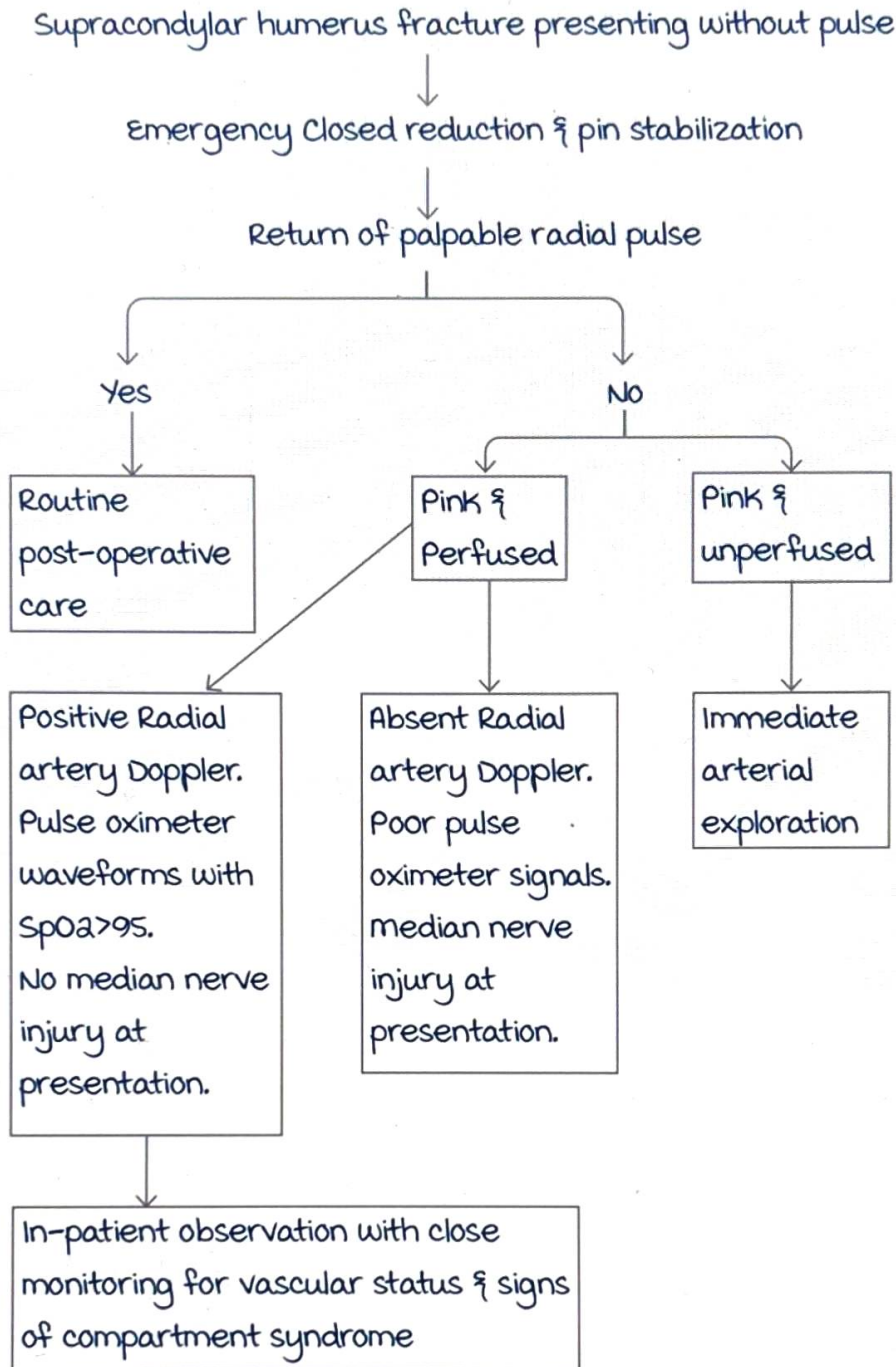 Supracondylar humerus fracture presenting without pulse
Emergency Closed reduction & pin stabilization
Return of palpable radial pulse
Yes
No
Routine
post-operative
care
Pink &
Perfused
Pink &
unperfused
Positive Radial
artery Doppler.
Pulse oximeter
waveforms with
SpO2>95.
No median nerve
injury at
presentation.
Absent Radial
artery Doppler.
Poor pulse
oximeter signals.
median nerve
injury at
presentation.
Immediate
arterial
exploration
In-patient observation with close
monitoring for vascular status & signs
of compartment syndrome